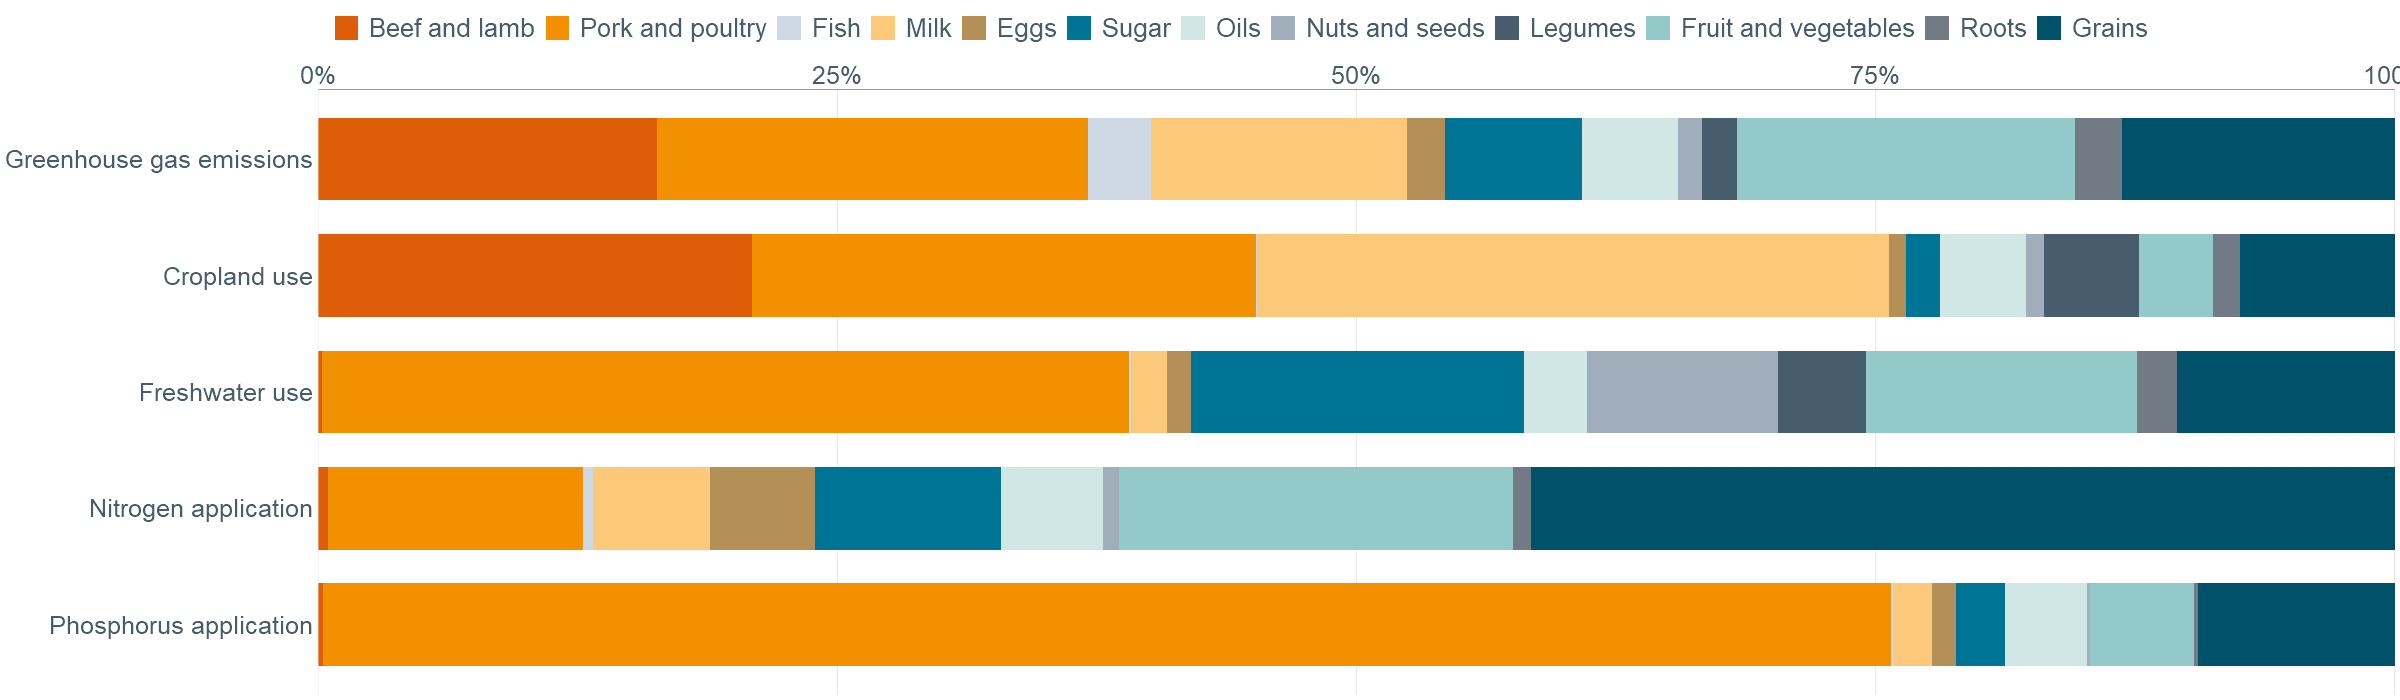 Beef and lamb Pork and poultry Fish Milk Eggs Sugar Oils Nuts and seeds Legumes Fruit and vegetables Roots Grains
0% 25% 50% 75% 100
Greenhouse gas emissions
Cropland use
Freshwater use
Nitrogen application
Phosphorus application